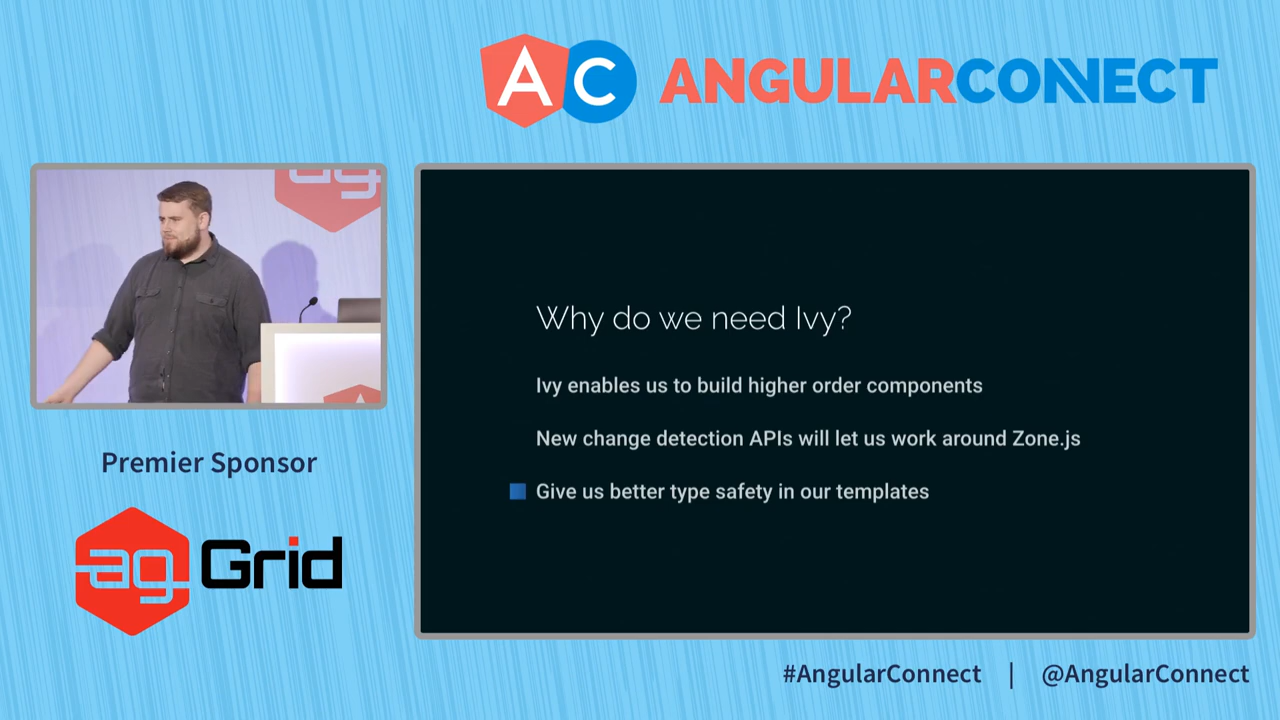 AC ANGULARCONNECT
ag
Why do we need Ivy?
Ivy enables us to build higher order components
New change detection APIs will let us work around Zone.js
Give us better type safety in our templates
Premier Sponsor
ag Grid
#AngularConnect | @AngularConnect